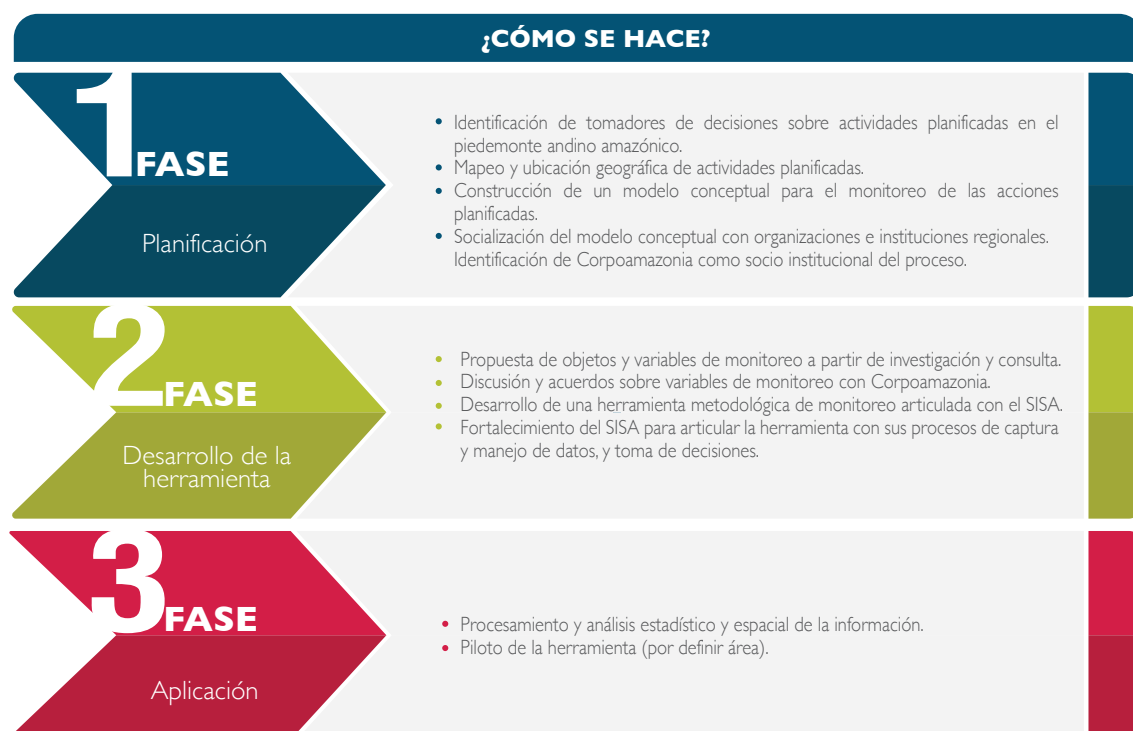 ¿CÓMO SE HACE?
1
FASE
Planificación
• Identificación de tomadores de decisiones sobre actividades planificadas en el
piedemonte andino amazónico.
• Mapeo y ubicación geográfica de actividades planificadas.
• Construcción de un modelo conceptual para el monitoreo de las acciones
planificadas.
• Socialización del modelo conceptual con organizaciones e instituciones regionales.
Identificación de Corpoamazonia como socio institucional del proceso.
2
FASE
Desarrollo de la
herramienta
• Propuesta de objetos y variables de monitoreo a partir de investigación y consulta.
• Discusión y acuerdos sobre variables de monitoreo con Corpoamazonia.
• Desarrollo de una herramienta metodológica de monitoreo articulada con el SISA.
• Fortalecimiento del SISA para articular la herramienta con sus procesos de captura
y manejo de datos, y toma de decisiones.
3
FASE
Aplicación
• Procesamiento y análisis estadístico y espacial de la información.
• Piloto de la herramienta (por definir área).